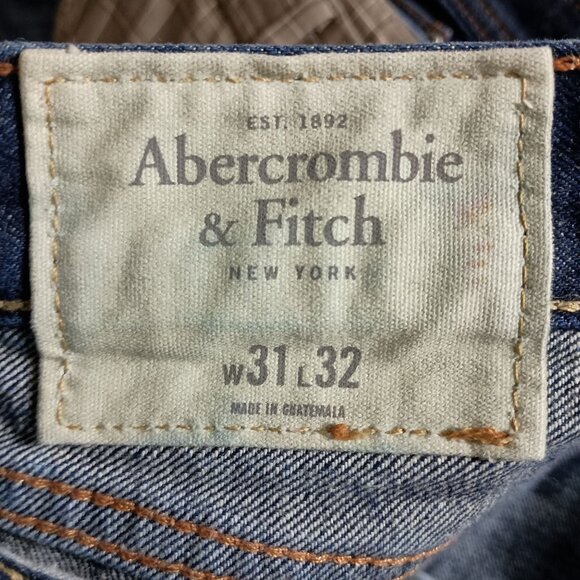 EST. 1892
Abercrombie
& Fitch
NEW YORK
W31 L32
MADE IN GUATEMALA